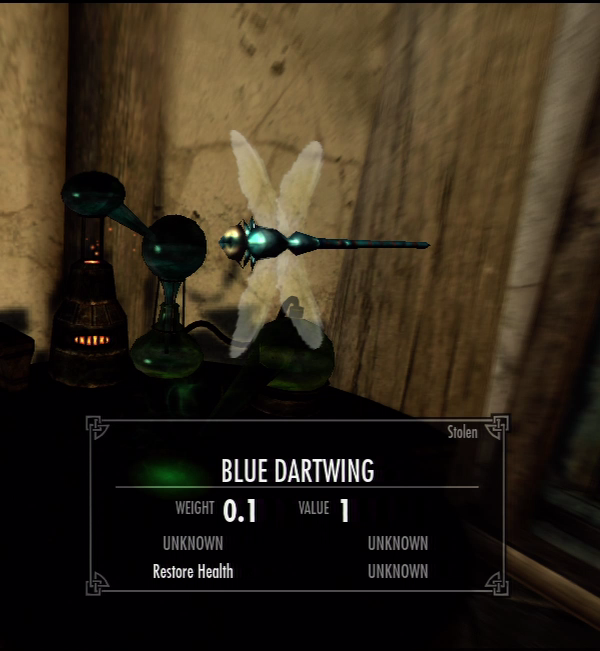 Stolen
BLUE DARTWING
WEIGHT 0.1 VALUE 1
UNKNOWN UNKNOWN
Restore Health UNKNOWN